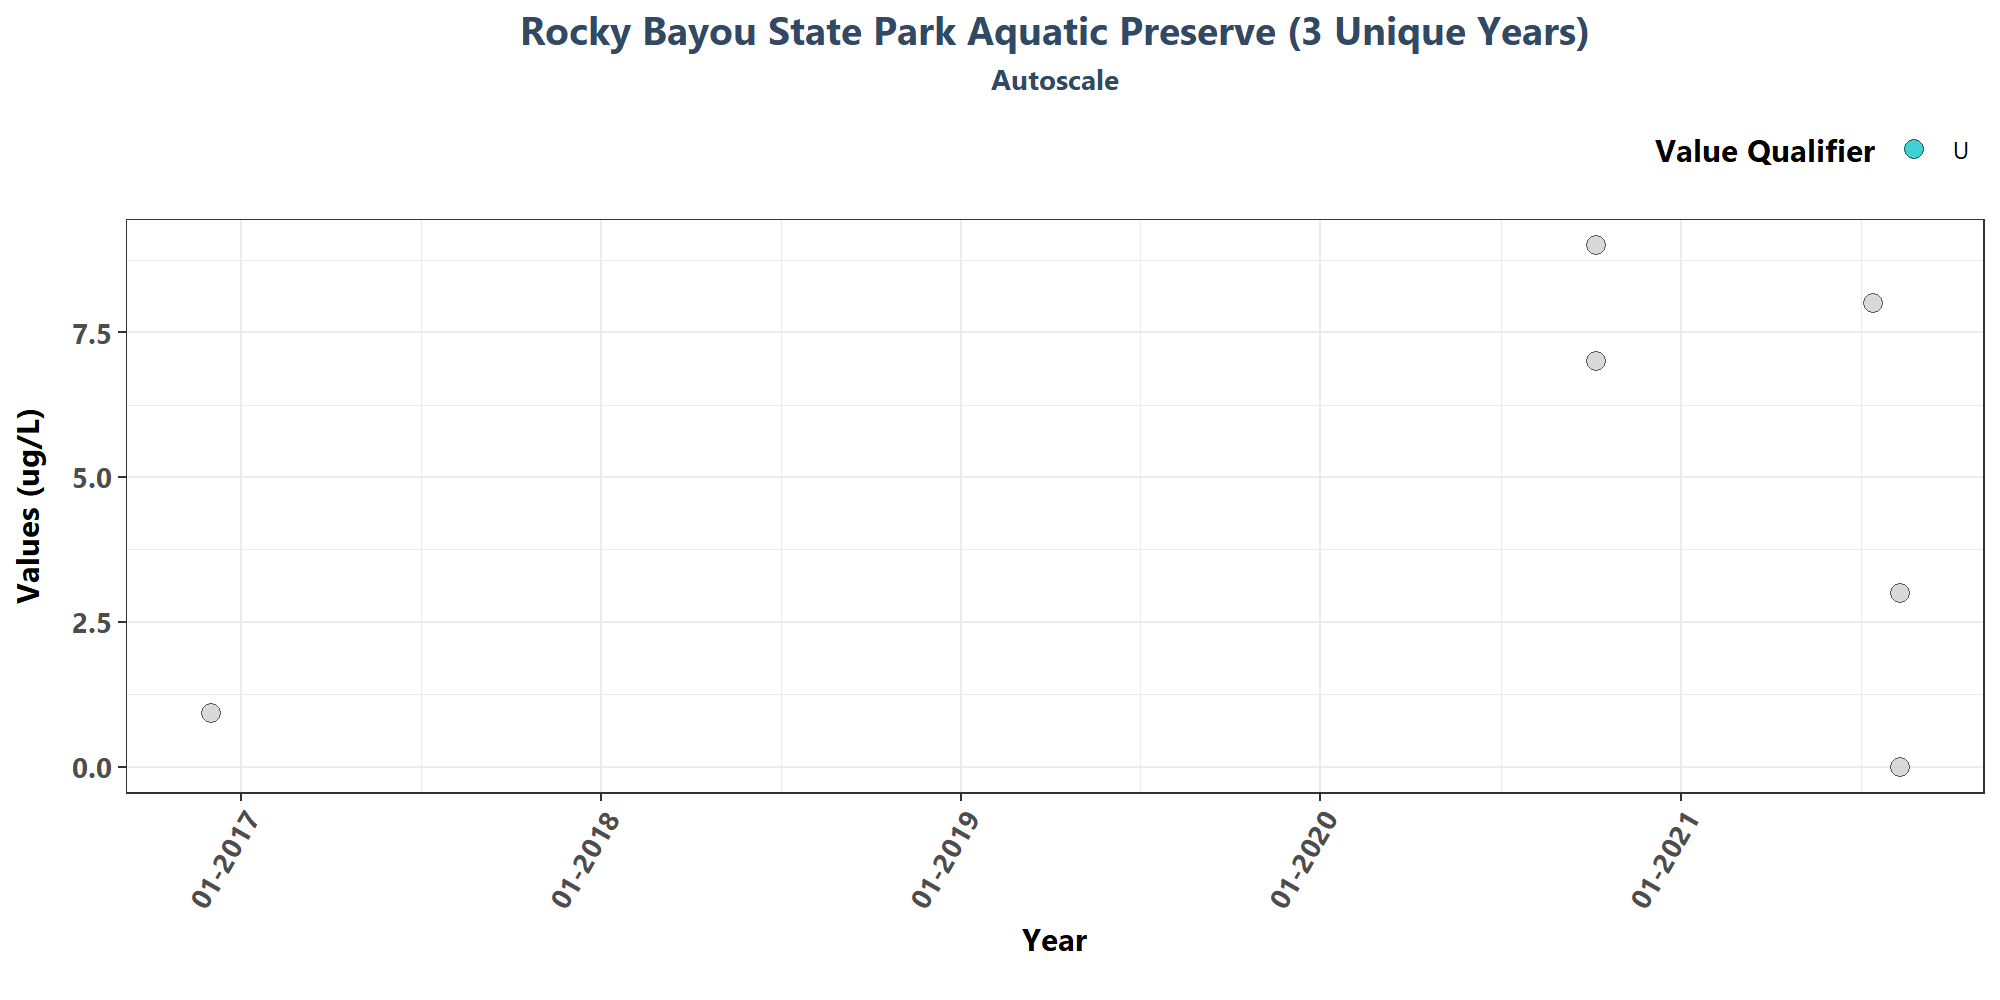 Rocky Bayou State Park Aquatic Preserve (3 Unique Years)
Autoscale
Value Qualifier U
Values (ug/L)
7.5
5.0
2.5
0.0
01-2017 01-2018 01-2019 01-2020 01-2021
Year